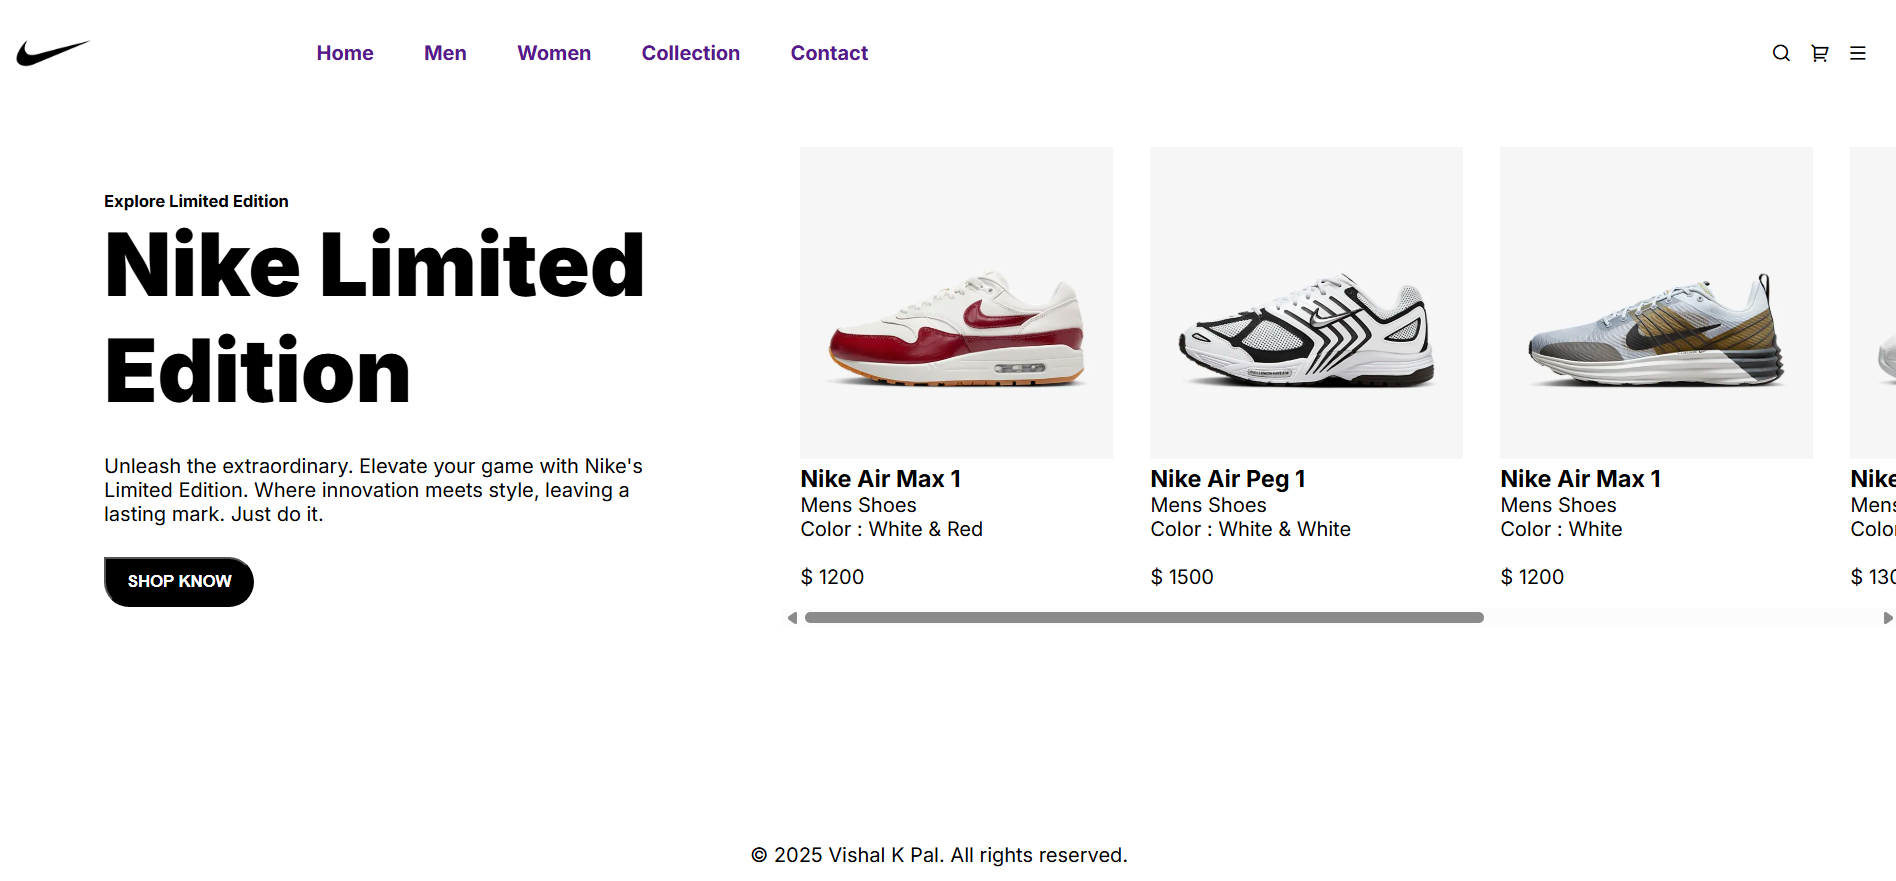 Home Men Women Collection Contact
Explore Limited Edition
Nike Limited
Edition
Unleash the extraordinary. Elevate your game with Nike's
Limited Edition. Where innovation meets style, leaving a
lasting mark. Just do it.
SHOP KNOW
Nike Air Max 1
Mens Shoes
Color : White & Red
$ 1200
Nike Air Peg 1
Mens Shoes
Color : White & White
$ 1500
Nike Air Max 1
Mens Shoes
Color : White
$ 1200
Nike
Mens
Colo
$ 130
© 2025 Vishal K Pal. All rights reserved.